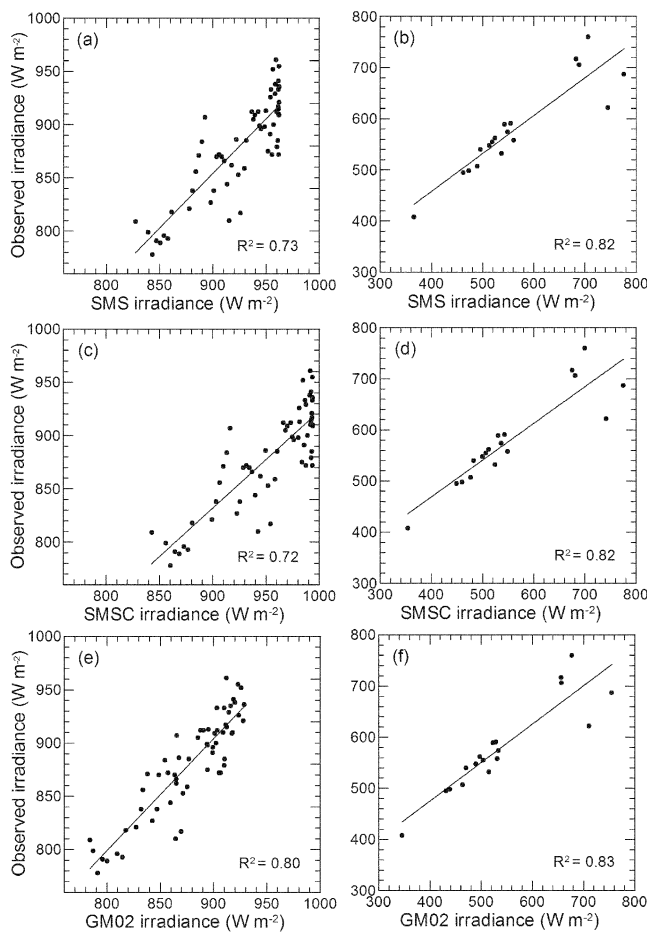 (a)
Observed irradiance (W m-2)
1000
950
900
850
800
R2 = 0.73
800 850 900 950 1000
SMS irradiance (W m-2)
(b)
800
700
600
500
400
300
R2 = 0.82
300 400 500 600 700 800
SMS irradiance (W m-2)
(c)
Observed irradiance (W m-2)
1000
950
900
850
800
R2 = 0.72
800 850 900 950 1000
SMSC irradiance (W m-2)
(d)
800
700
600
500
400
300
R2 = 0.82
300 400 500 600 700 800
SMSC irradiance (W m-2)
(e)
Observed irradiance (W m-2)
1000
950
900
850
800
R2 = 0.80
800 850 900 950 1000
GM02 irradiance (W m-2)
(f)
800
700
600
500
400
300
R2 = 0.83
300 400 500 600 700 800
GM02 irradiance (W m-2)